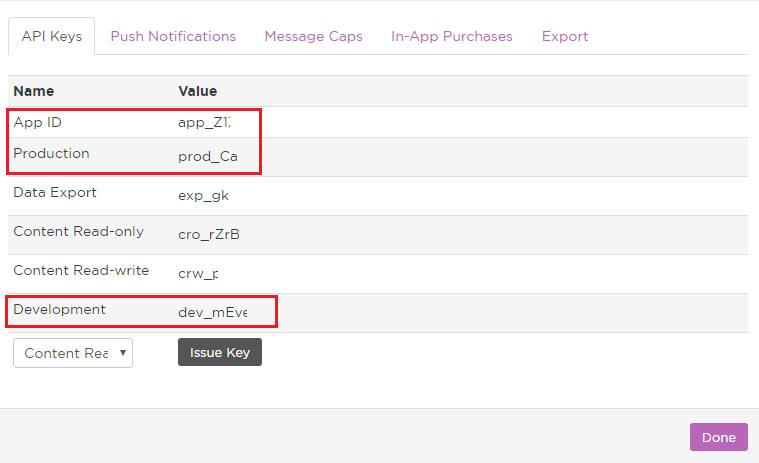 API Keys Push Notifications Message Caps In-App Purchases Export
Name Value
App ID app_Z1
Production prod_Ca
Data Export exp_gk
Content Read-only cro_rZrB
Content Read-write crw_p
Development dev_mEve
Content Rea Issue Key
Done